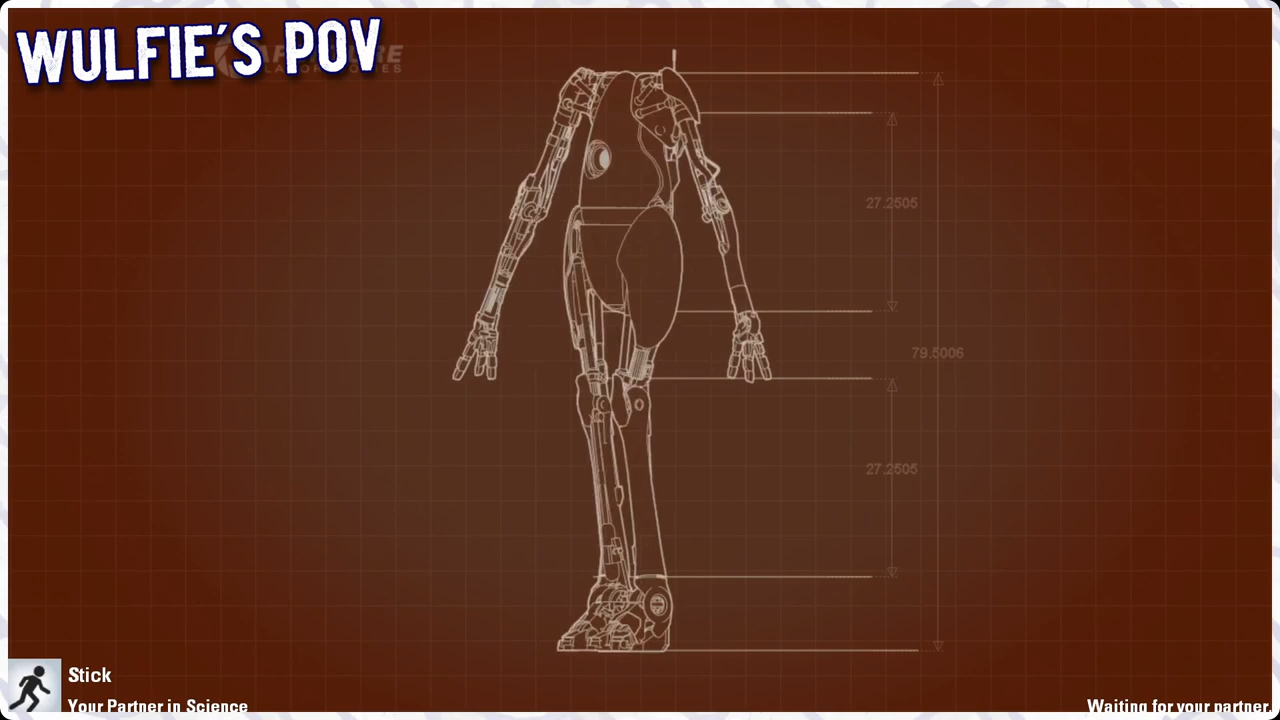 WULFIE'S POV
27.2505
79.5006
27.2505
Stick
Your Partner in Science
Waiting for your partner.